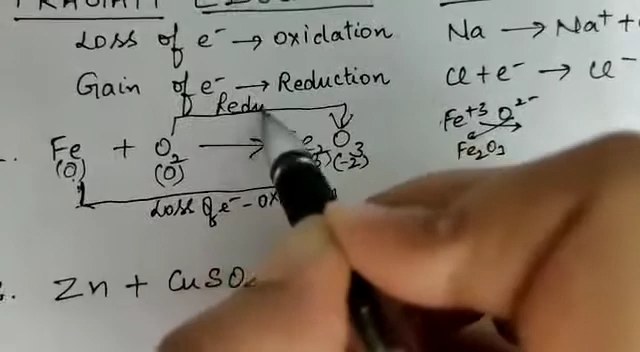 Loss of e⁻ → oxidation
Na → Na⁺ +
Gain of e⁻ → Reduction
Cl + e⁻ → Cl⁻
Redu
Fe⁺³ O²⁻
Fe₂O₃
Fe + O₂ → O₃
(0) (0) (-2)
Loss of e⁻ - ox
Zn + CuSO